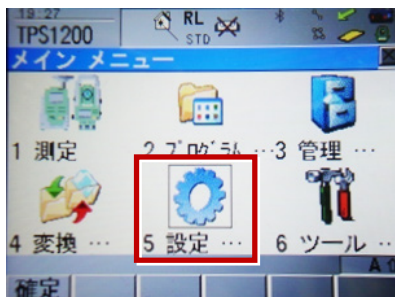 19:27
TPS1200
RL
STD
メイン メニュー
1 測定
2 プログラム …
3 管理 …
4 変換 …
5 設定 …
6 ツール ‥
A
確定